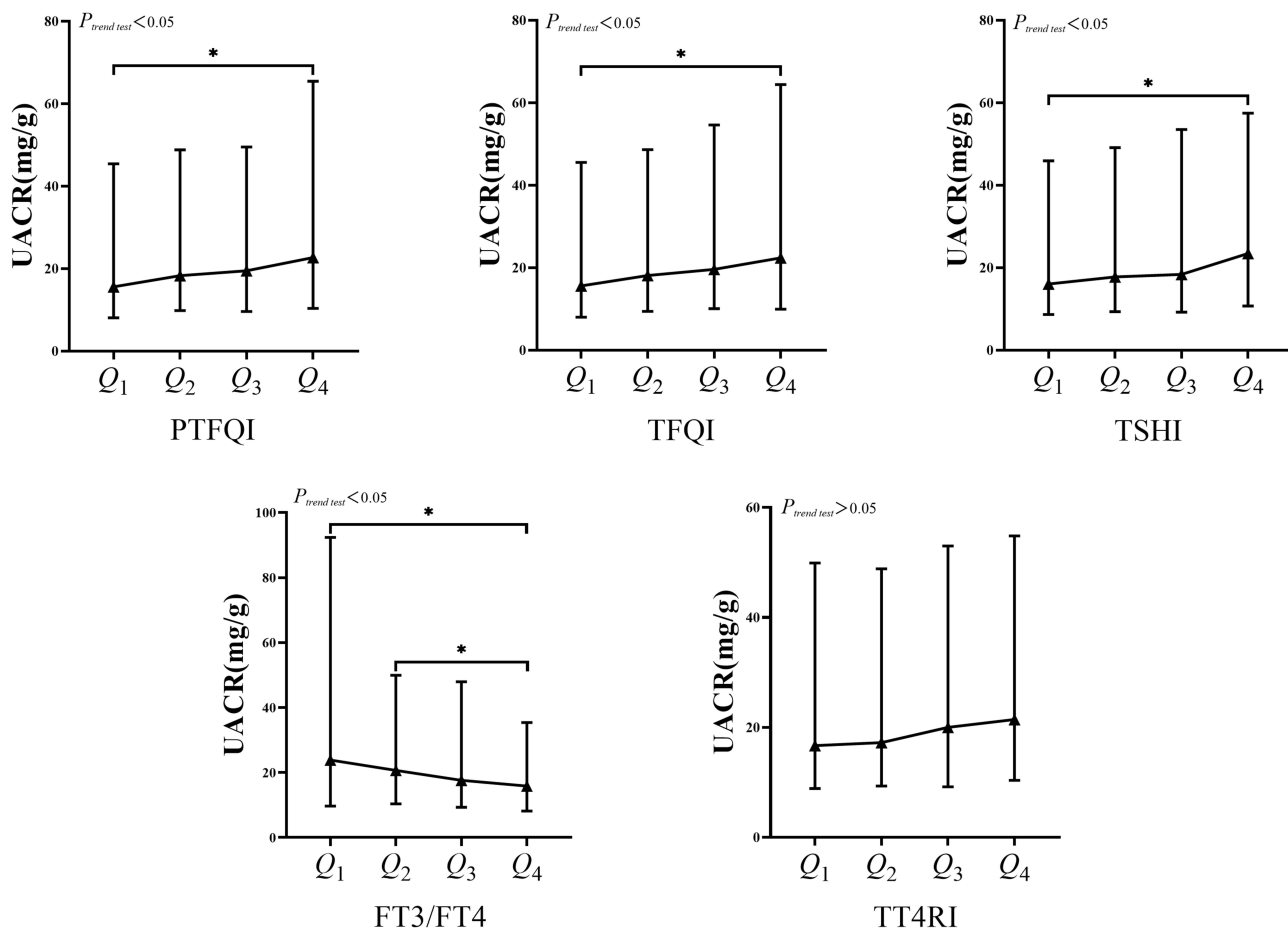 P trend test<0.05
*
UACR(mg/g)
80
60
40
20
0
Q1 Q2 Q3 Q4
PTFQI
P trend test<0.05
*
UACR(mg/g)
80
60
40
20
0
Q1 Q2 Q3 Q4
TFQI
P trend test<0.05
*
UACR(mg/g)
80
60
40
20
0
Q1 Q2 Q3 Q4
TSHI
P trend test<0.05
*
*
UACR(mg/g)
100
80
60
40
20
0
Q1 Q2 Q3 Q4
FT3/FT4
P trend test>0.05
UACR(mg/g)
60
40
20
0
Q1 Q2 Q3 Q4
TT4RI